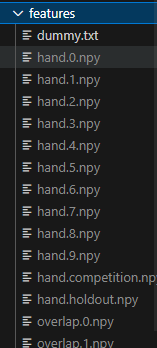 features
dummy.txt
hand.0.npy
hand.1.npy
hand.2.npy
hand.3.npy
hand.4.npy
hand.5.npy
hand.6.npy
hand.7.npy
hand.8.npy
hand.9.npy
hand.competition.np
hand.holdout.npy
overlap.0.npy
overlap.1.npy